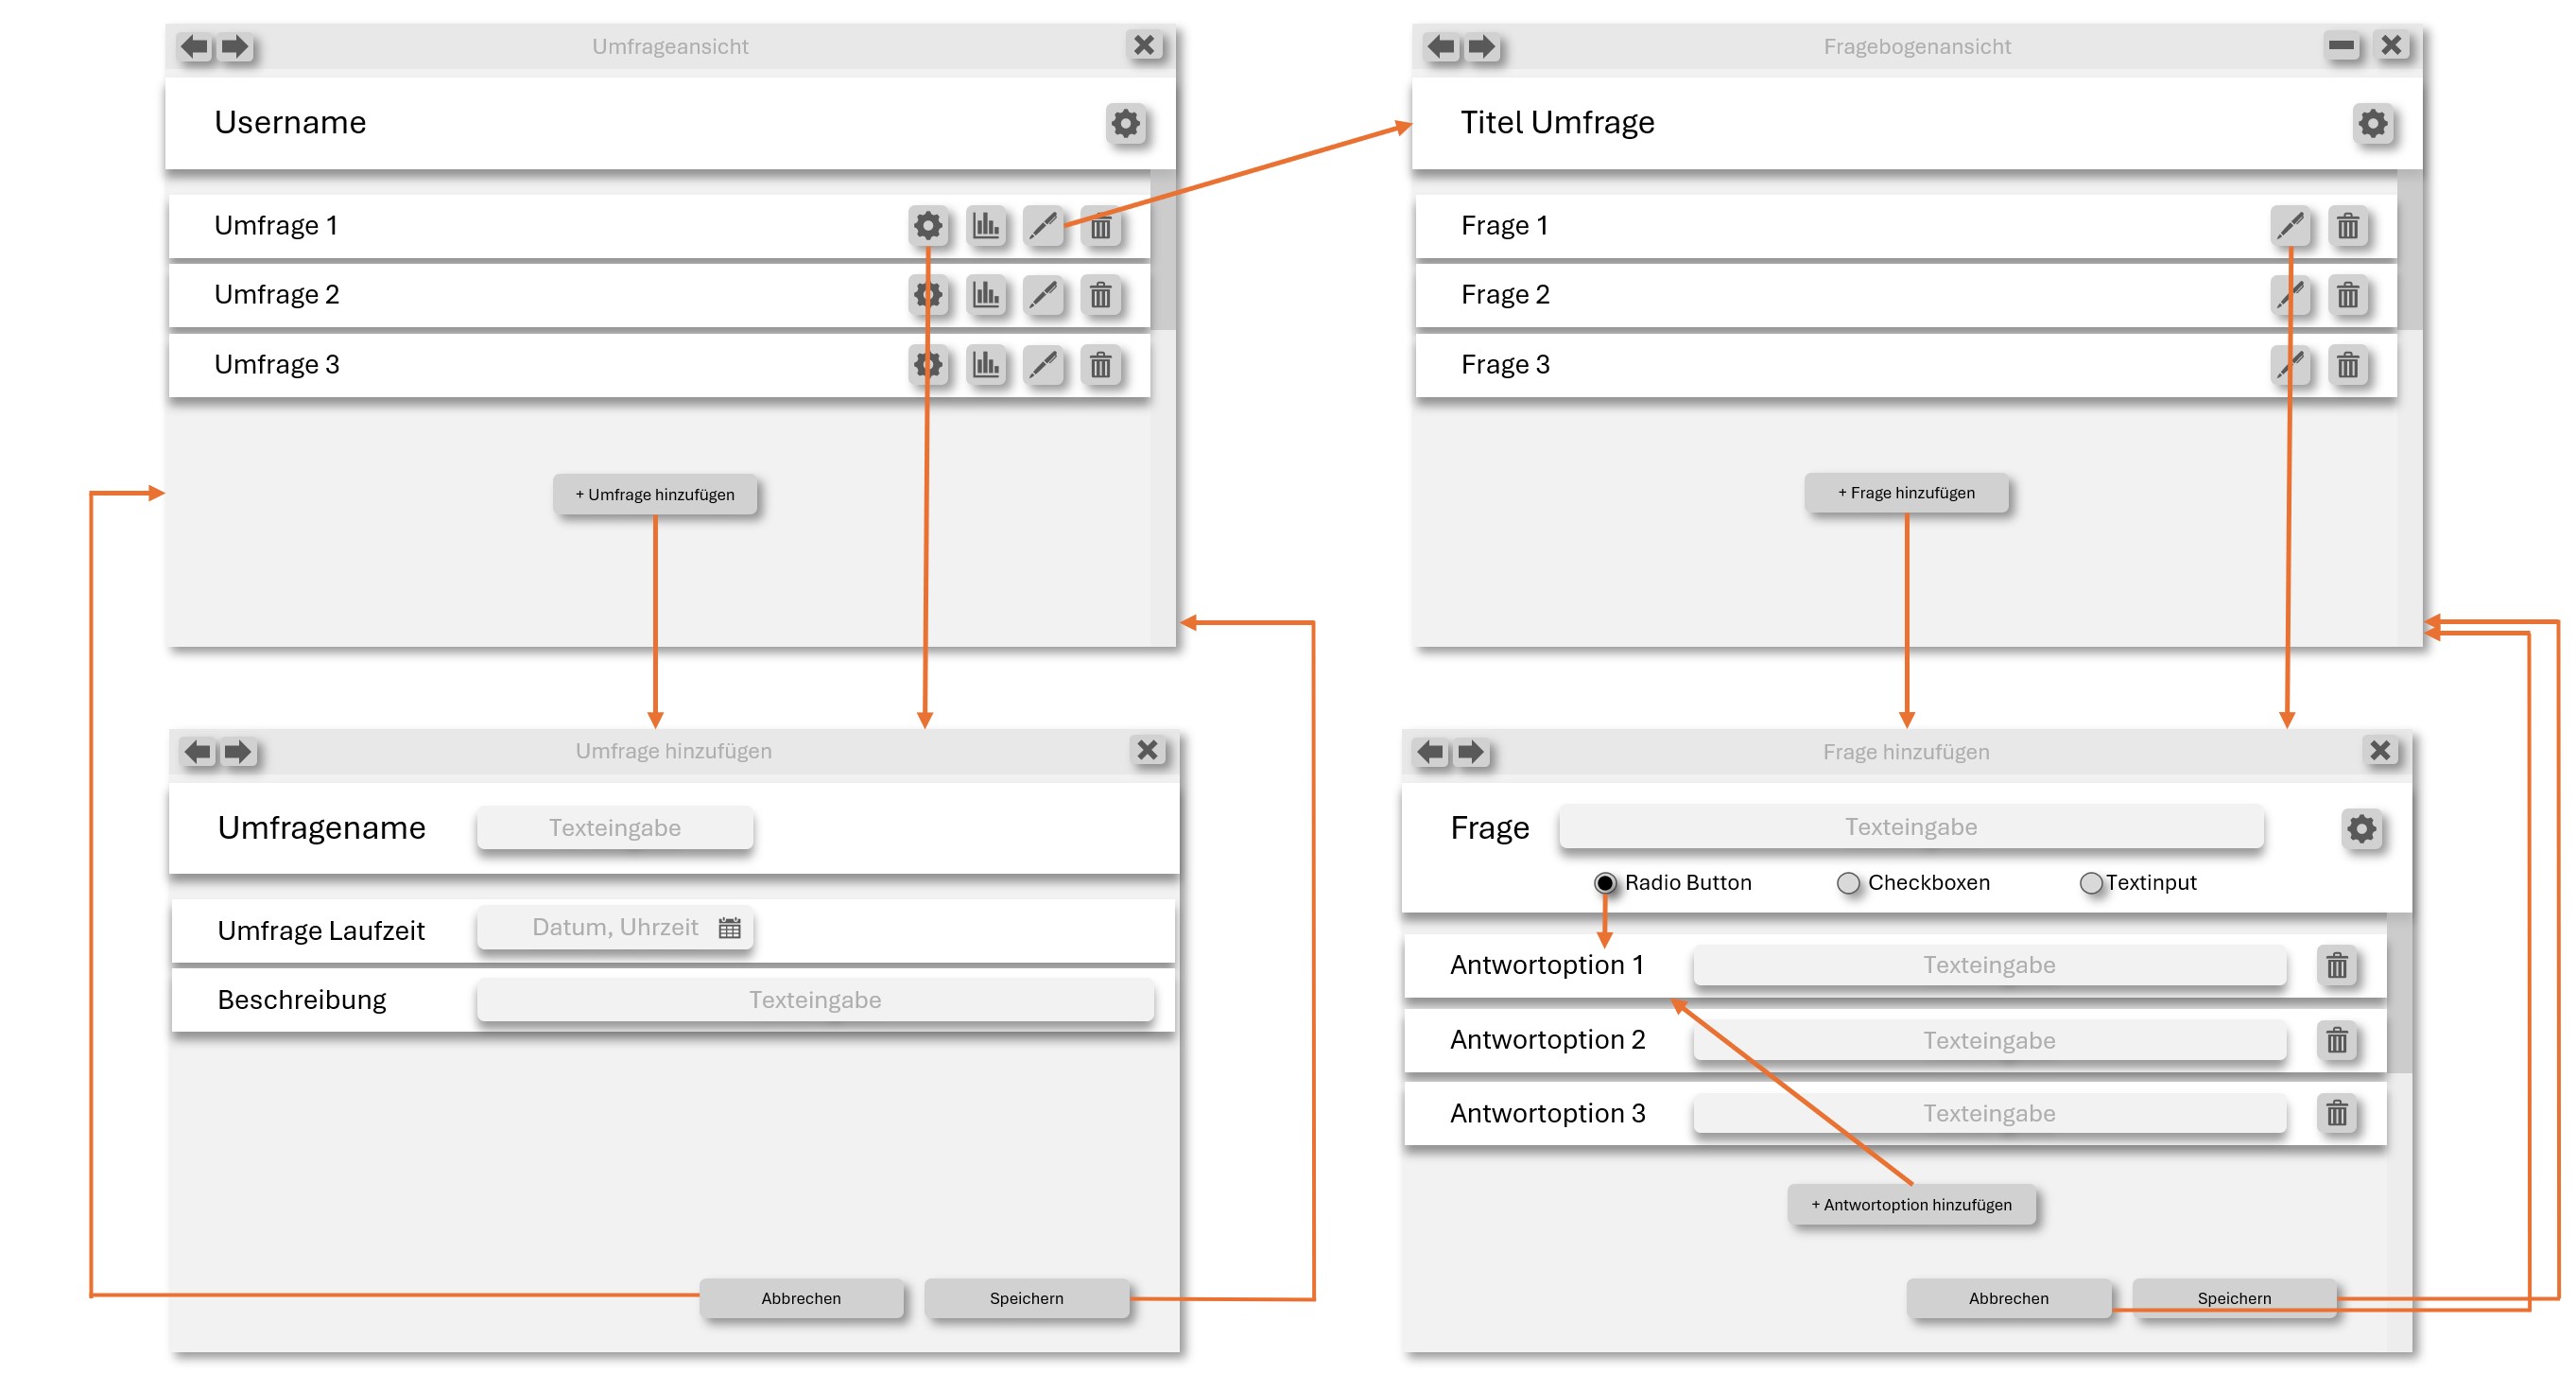 Umfrageansicht
Username
Umfrage 1
Umfrage 2
Umfrage 3
+ Umfrage hinzufügen
Fragebogenansicht
Titel Umfrage
Frage 1
Frage 2
Frage 3
+ Frage hinzufügen
Umfrage hinzufügen
Umfragename Texteingabe
Umfrage Laufzeit Datum, Uhrzeit
Beschreibung Texteingabe
Abbrechen Speichern
Frage hinzufügen
Frage Texteingabe
Radio Button Checkboxen Textinput
Antwortoption 1 Texteingabe
Antwortoption 2 Texteingabe
Antwortoption 3 Texteingabe
+ Antwortoption hinzufügen
Abbrechen Speichern